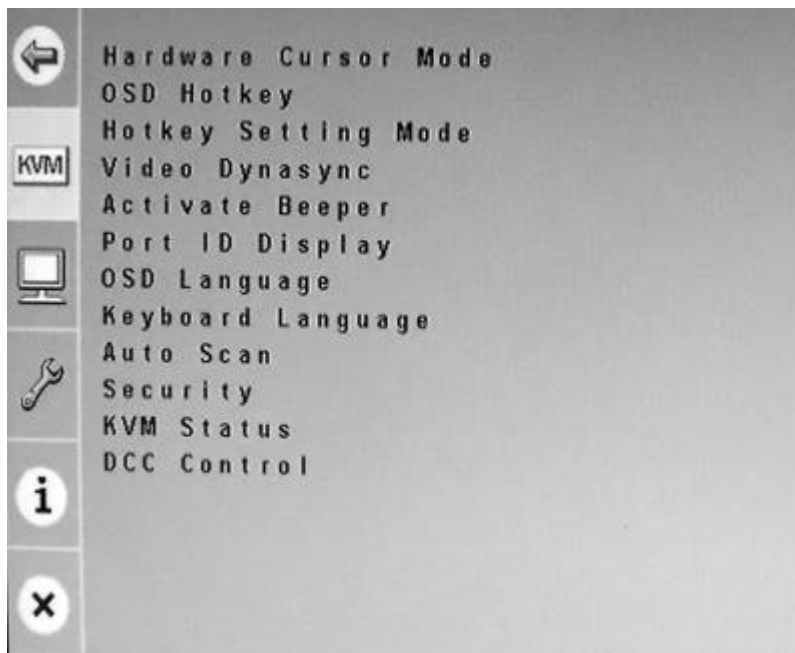 Hardware Cursor Mode
OSD Hotkey
Hotkey Setting Mode
KVM
Video Dynasync
Activate Beeper
Port ID Display
OSD Language
Keyboard Language
Auto Scan
Security
KVM Status
DCC Control
i